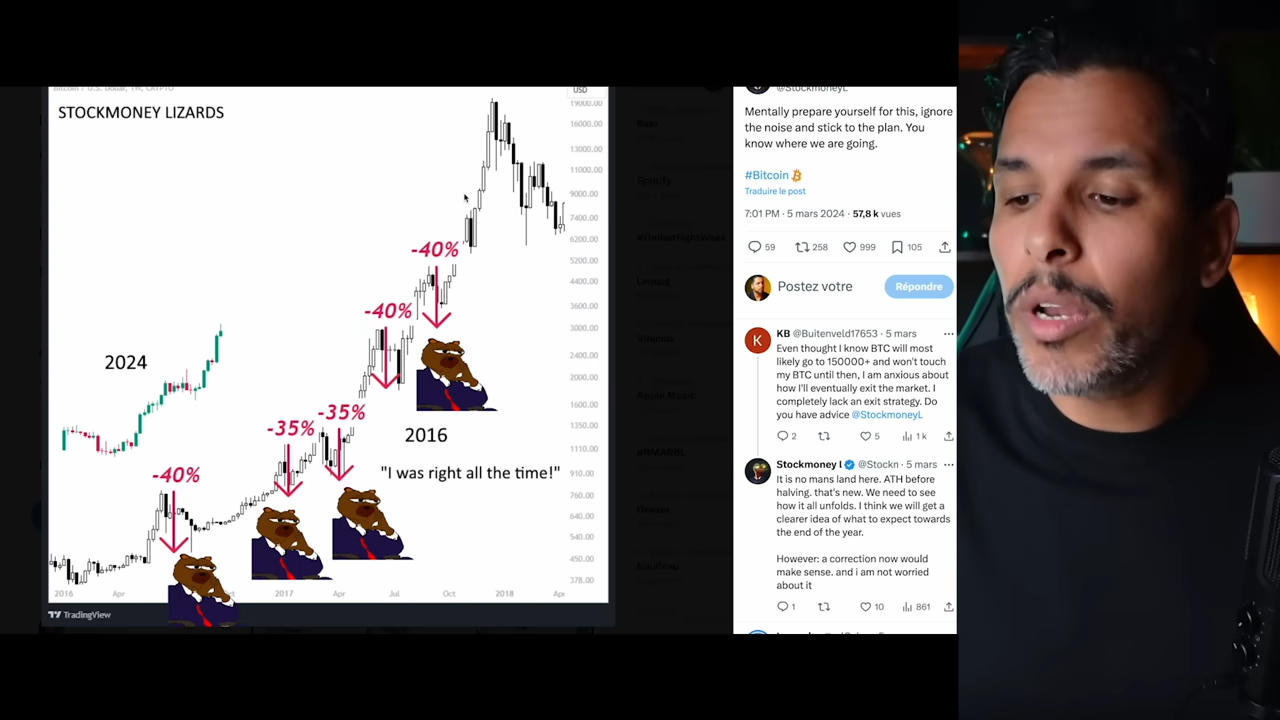 Bitcoin / U.S. Dollar, 1W, CRYPTO
USD
STOCKMONEY LIZARDS
19000.00
16000.00
13000.00
11000.00
9000.00
7400.00
6200.00
5200.00
4400.00
3600.00
3000.00
2400.00
2000.00
1600.00
1350.00
1110.00
910.00
760.00
640.00
540.00
450.00
378.00
-40%
-40%
2024
-35%
-35%
2016
-40%
"I was right all the time!"
2016
Apr
2017
Apr
Jul
Oct
2018
TradingView
@StockmoneyL
Mentally prepare yourself for this, ignore
the noise and stick to the plan. You
know where we are going.
#Bitcoin
Traduire le post
7:01 PM · 5 mars 2024 · 57,8 k vues
59 258 999 105
Postez votre
Répondre
K
KB @Buitenveld17653 · 5 mars
Even thought I know BTC will most
likely go to 150000+ and won't touch
my BTC until then, I am anxious about
how I'll eventually exit the market. I
completely lack an exit strategy. Do
you have advice @StockmoneyL
2 5 1 k
Stockmoney l @Stockn · 5 mars
It is no mans land here. ATH before
halving. that's new. We need to see
how it all unfolds. I think we will get a
clearer idea of what to expect towards
the end of the year.
However: a correction now would
make sense. and i am not worried
about it
1 10 861
Spotify
Leipzig
Vinicius
Apple Music